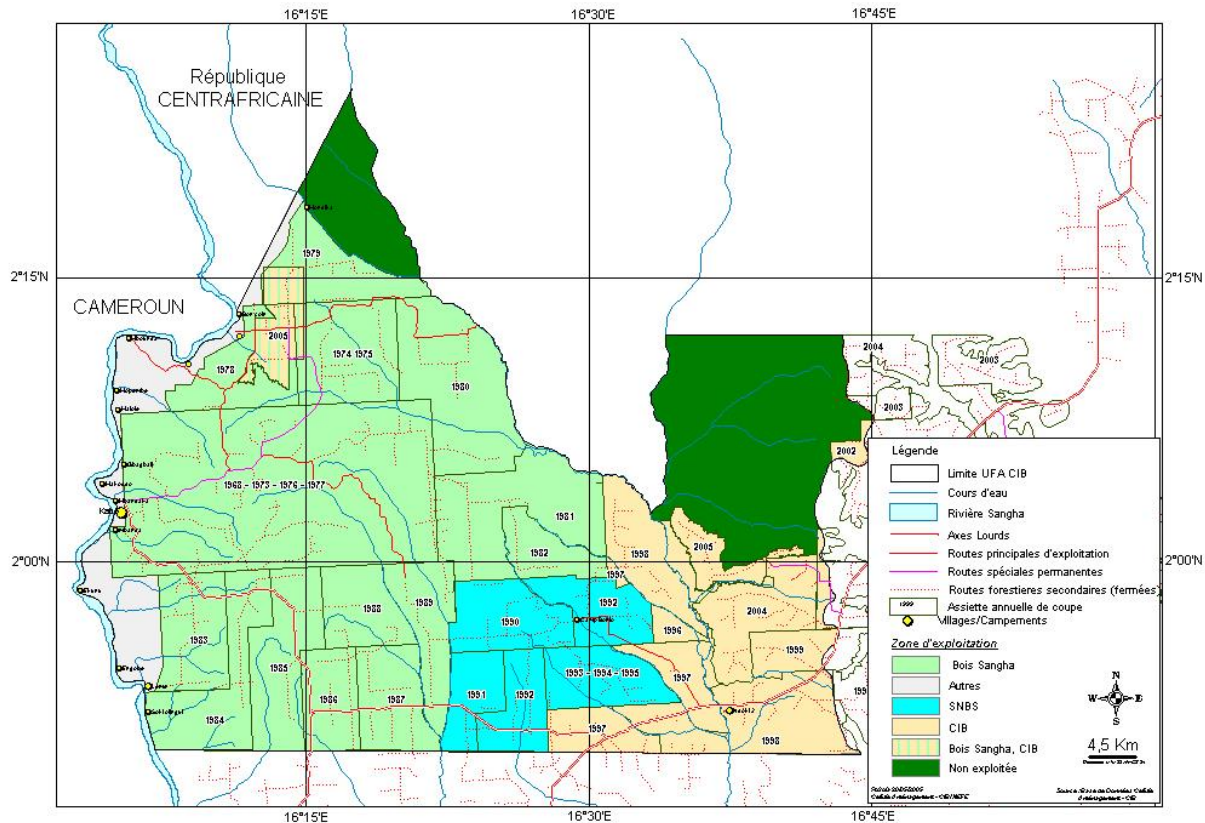 16°15'E
16°30'E
16°45'E
République
CENTRAFRICAINE
2°15'N
1979
2°15'N
CAMEROUN
2005
1974 1975
1978
1980
2004
2003
2003
2002
1968 - 1973 - 1976 - 1977
1981
1982
1998
2005
2°00'N
2°00'N
1997
1988
1989
1990
1992
2004
1983
1996
1999
1985
1993 - 1994 - 1995
1997
1991
1992
1986
1987
1984
1997
1998
Légende
Limite UFA CIB
Cours d'eau
Rivière Sangha
Axes Lourds
Routes principales d'exploitation
Routes spéciales permanentes
Routes forestieres secondaires (fermées)
1999 Assiette annuelle de coupe
Villages/Campements
Zone d'exploitation
Bois Sangha
Autres
SNBS
CIB
Bois Sangha, CIB
Non exploitée
N
W E
S
4,5 Km
16°15'E
16°30'E
16°45'E